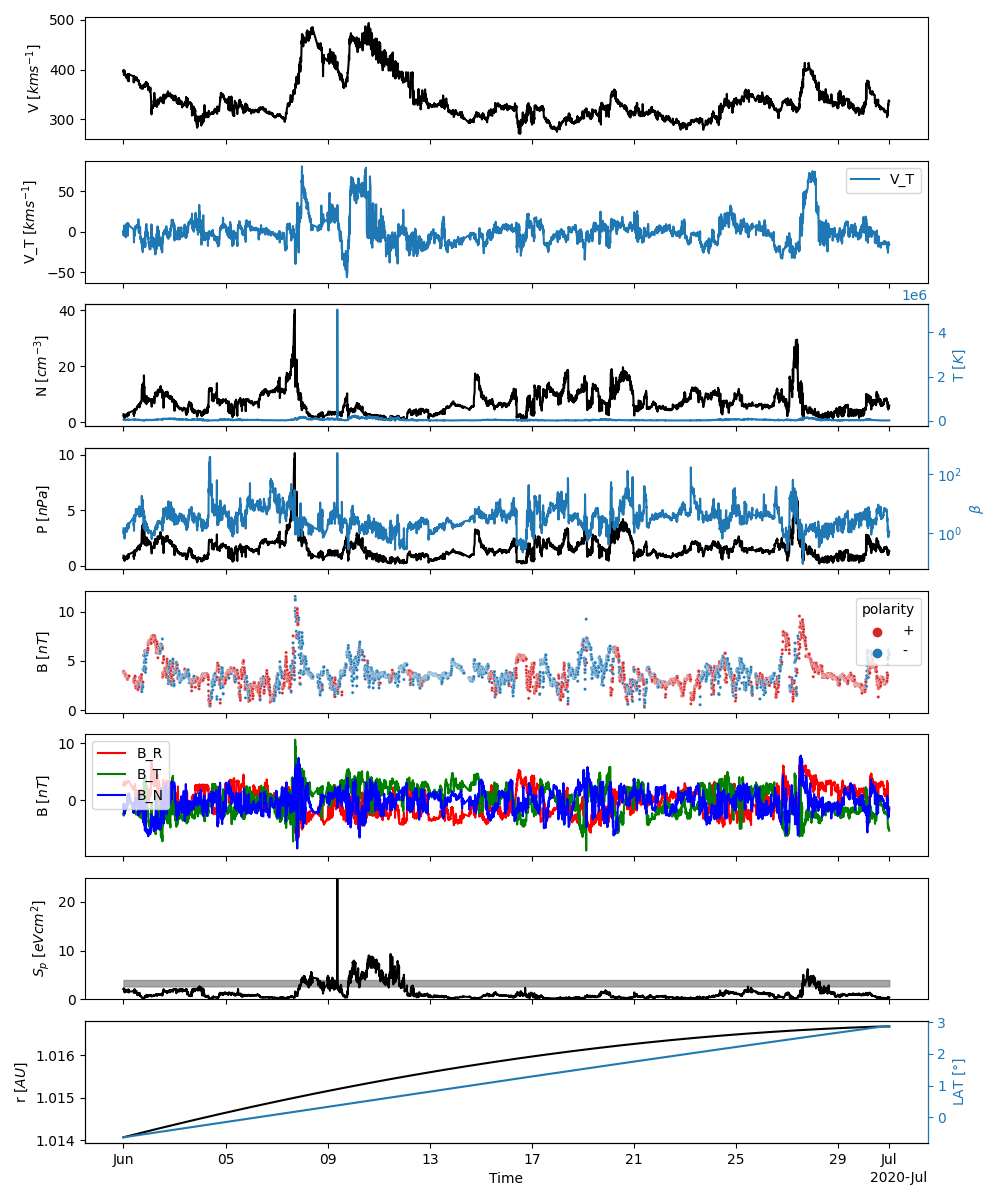 500
400
300
V [kms⁻¹]
50
0
−50
V_T [kms⁻¹]
V_T
1e6
40
20
0
N [cm⁻³]
4
2
0
T [K]
10
5
0
P [nPa]
10²
10⁰
β
10
5
0
B [nT]
polarity
+
-
10
0
B [nT]
B_R
B_T
B_N
20
10
0
Sₚ [eVcm²]
1.016
1.015
1.014
r [AU]
3
2
1
0
LAT [°]
Jun 05 09 13 17 21 25 29 Jul
Time
2020-Jul